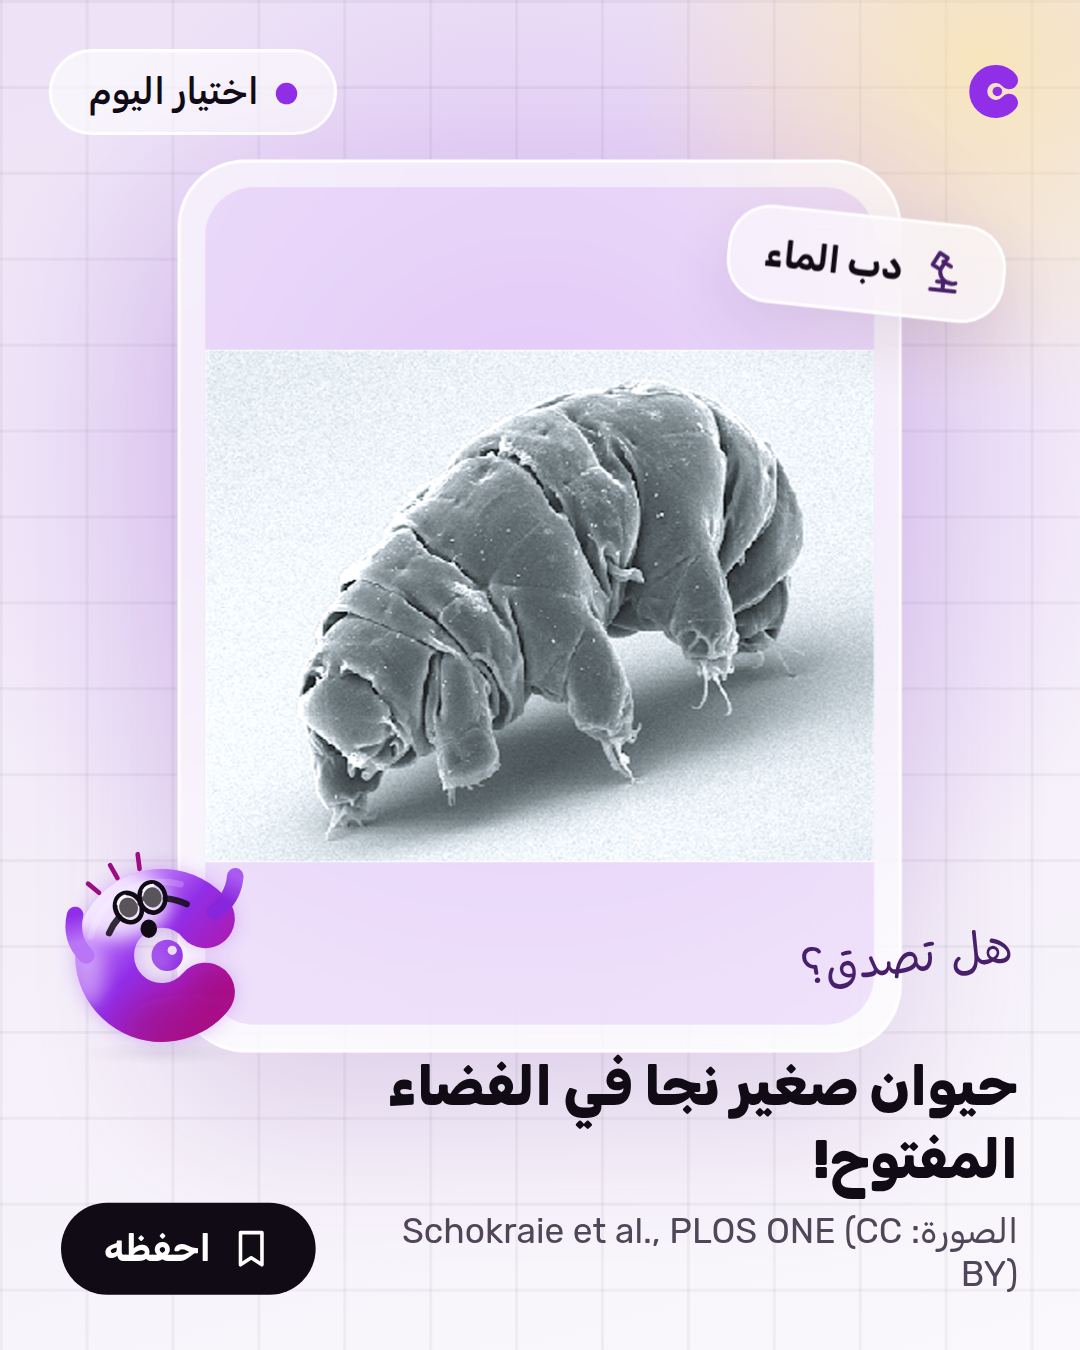 اختيار اليوم
دب الماء
هل تصدق؟
حيوان صغير نجا في الفضاء
المفتوح!
الصورة: Schokraie et al., PLOS ONE (CC
BY)
احفظه